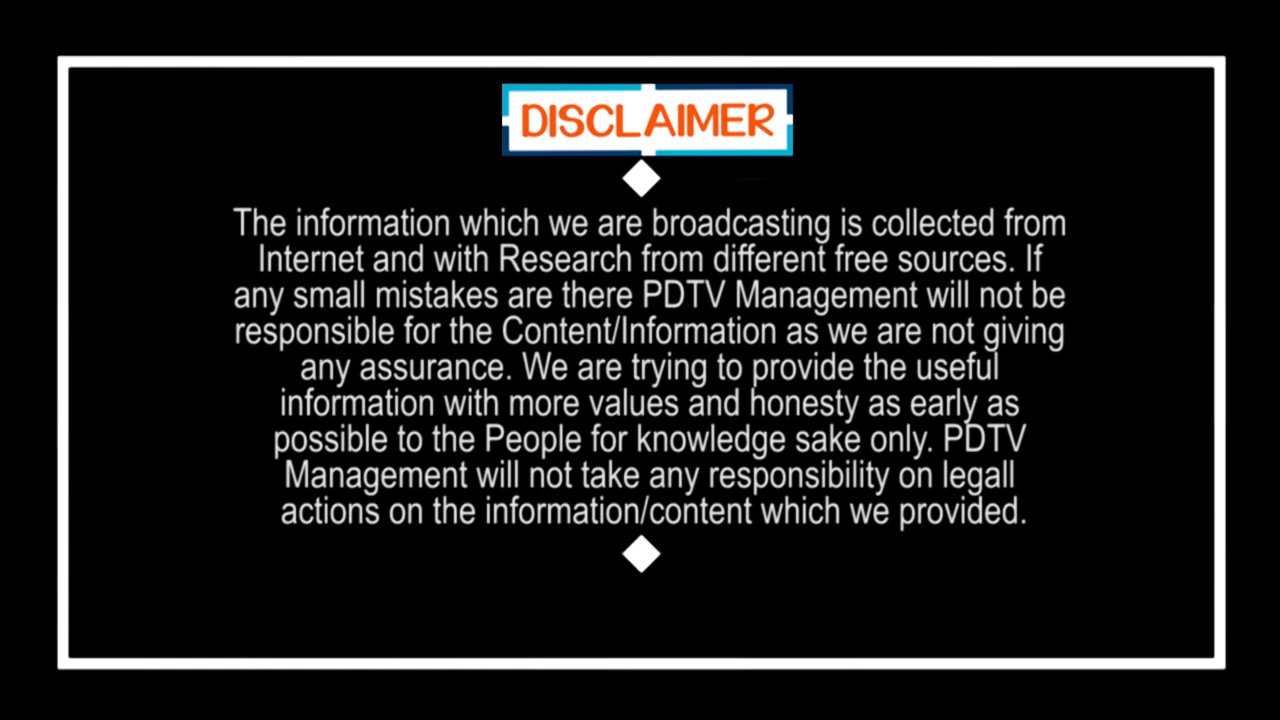 DISCLAIMER
The information which we are broadcasting is collected from
Internet and with Research from different free sources. If
any small mistakes are there PDTV Management will not be
responsible for the Content/Information as we are not giving
any assurance. We are trying to provide the useful
information with more values and honesty as early as
possible to the People for knowledge sake only. PDTV
Management will not take any responsibility on legall
actions on the information/content which we provided.